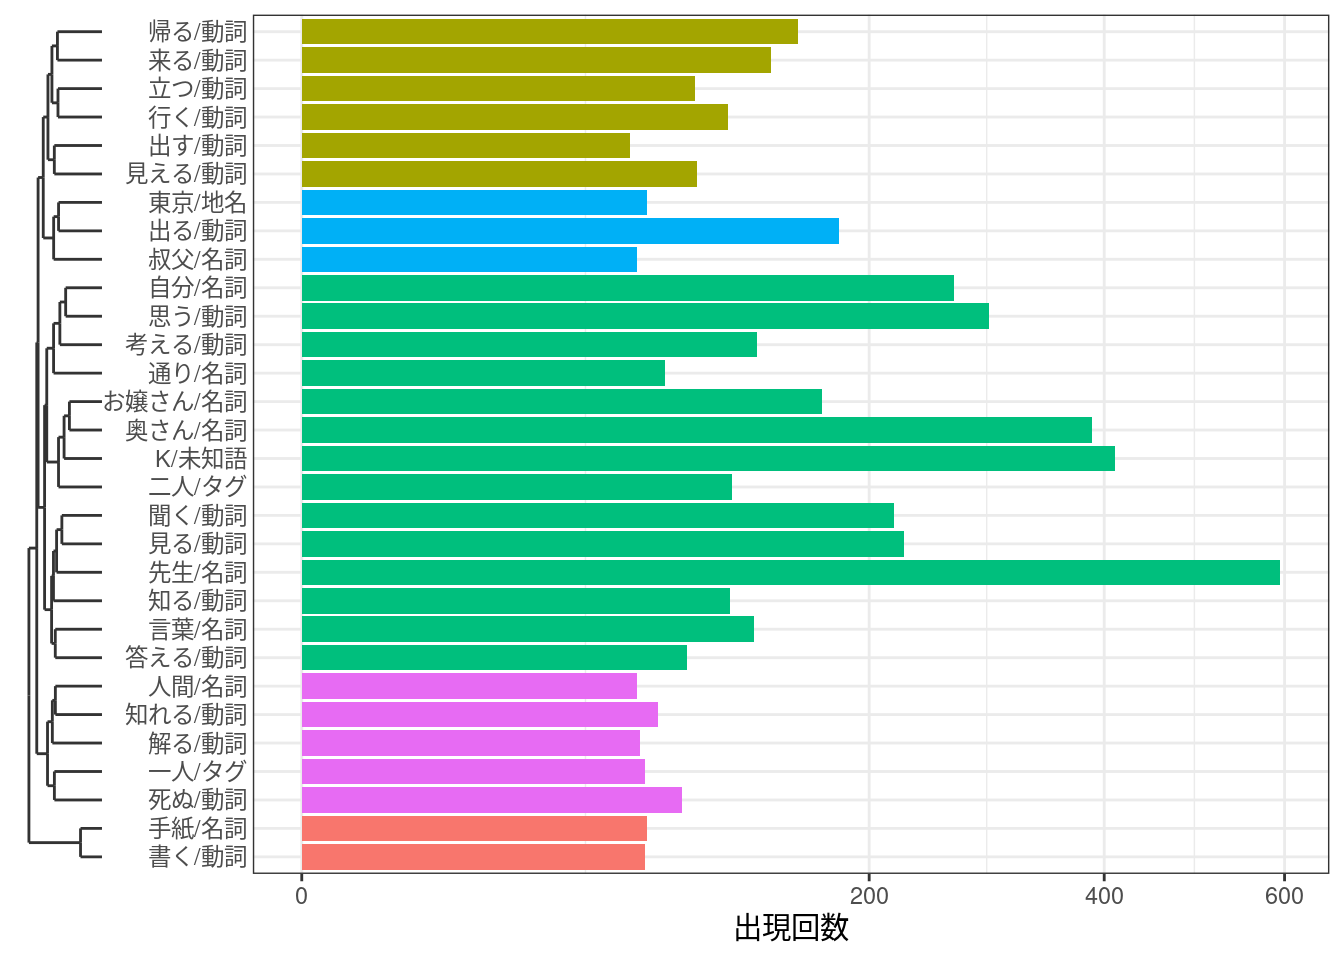 帰る/動詞
来る/動詞
立つ/動詞
行く/動詞
出す/動詞
見える/動詞
東京/地名
出る/動詞
叔父/名詞
自分/名詞
思う/動詞
考える/動詞
通り/名詞
お嬢さん/名詞
奥さん/名詞
K/未知語
二人/タグ
聞く/動詞
見る/動詞
先生/名詞
知る/動詞
言葉/名詞
答える/動詞
人間/名詞
知れる/動詞
解る/動詞
一人/タグ
死ぬ/動詞
手紙/名詞
書く/動詞
0 200 400 600
出現回数